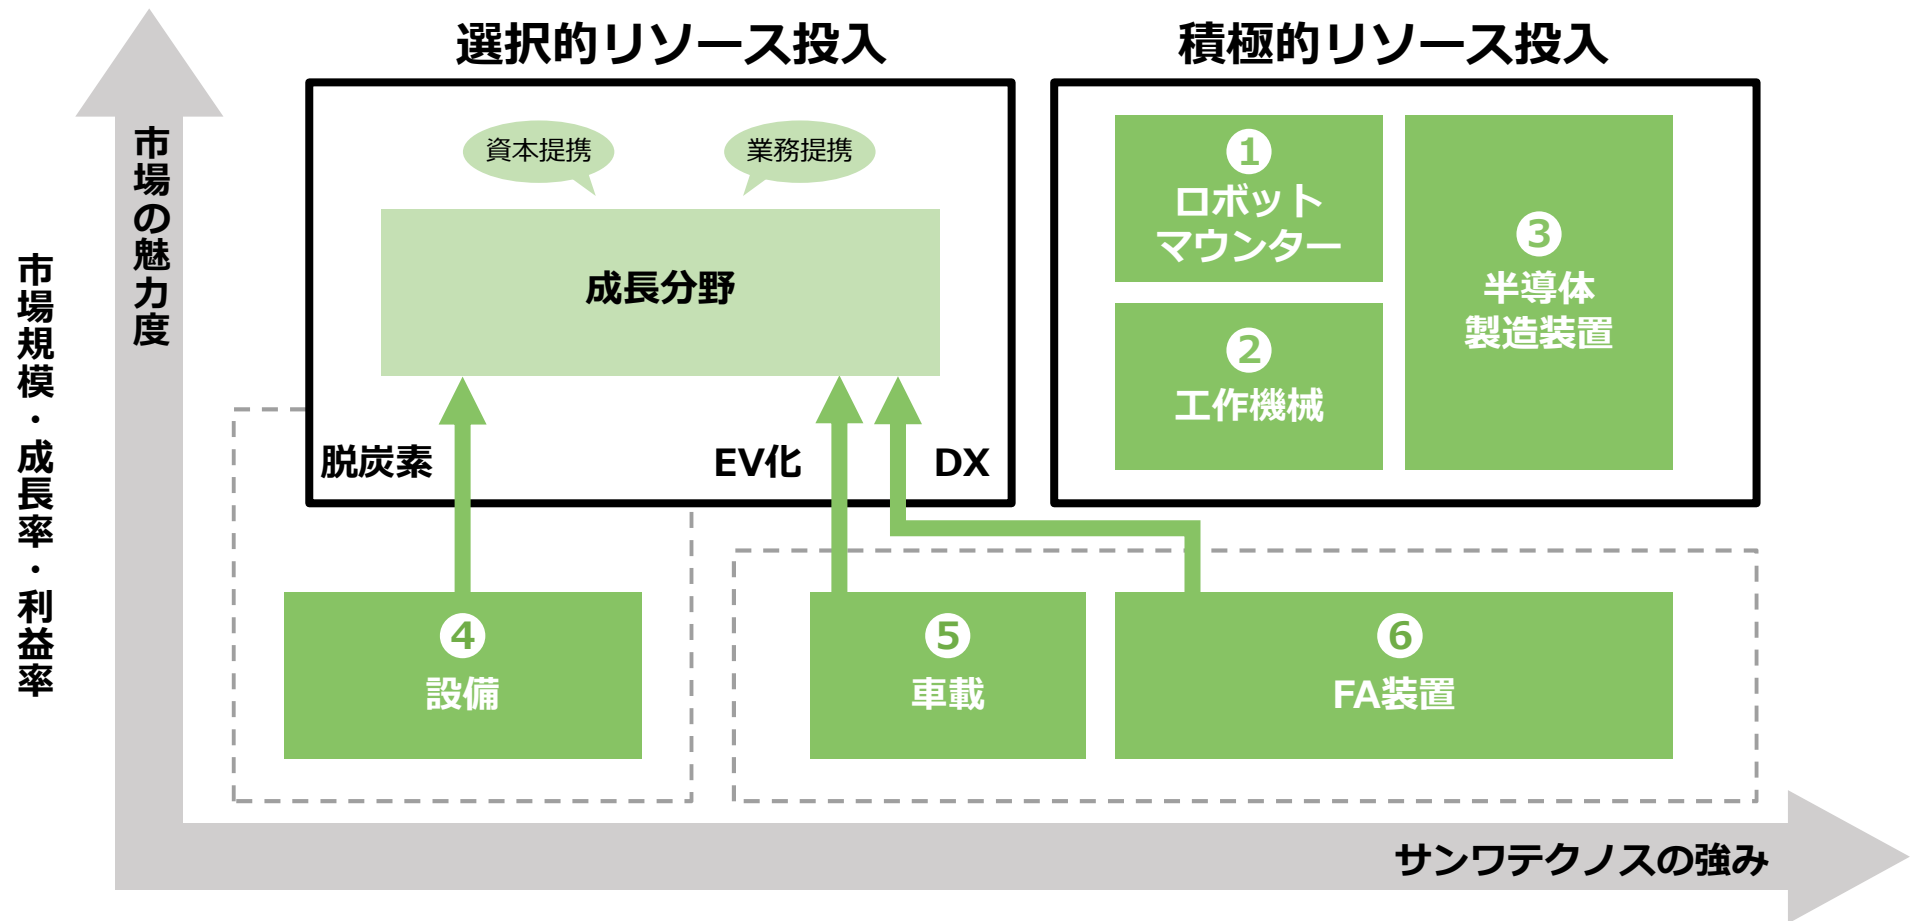 選択的リソース投入
積極的リソース投入
市場の魅力度
市場規模・成長率・利益率
資本提携
業務提携
成長分野
脱炭素
EV化
DX
1
ロボット
マウンター
2
工作機械
3
半導体
製造装置
4
設備
5
車載
6
FA装置
サンワテクノスの強み